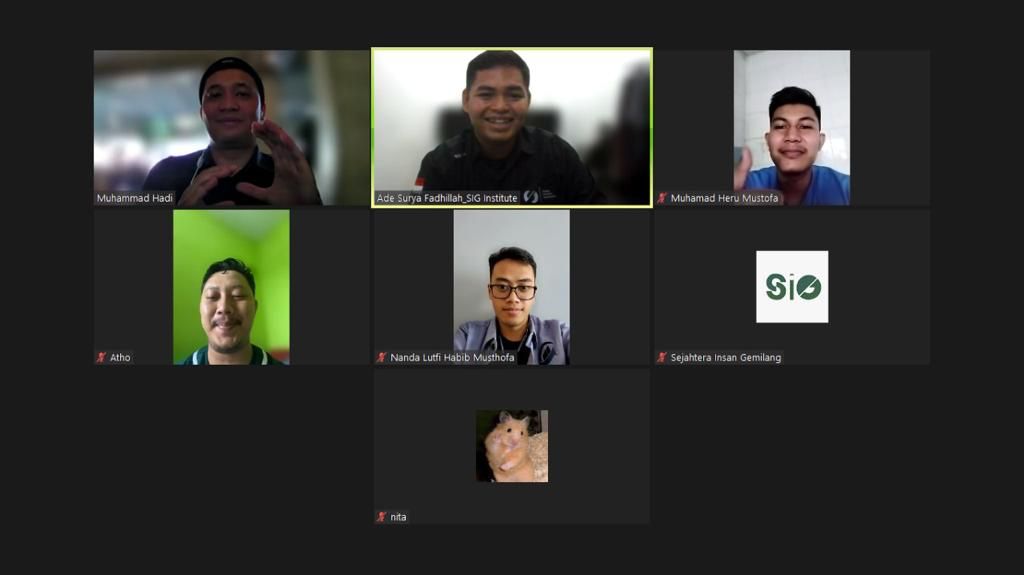 Muhammad Hadi
Ade Surya Fadhillah_SIG Institute
Muhamad Heru Mustofa
Atho
Nanda Lutfi Habib Musthofa
SiG
Sejahtera Insan Gemilang
nita